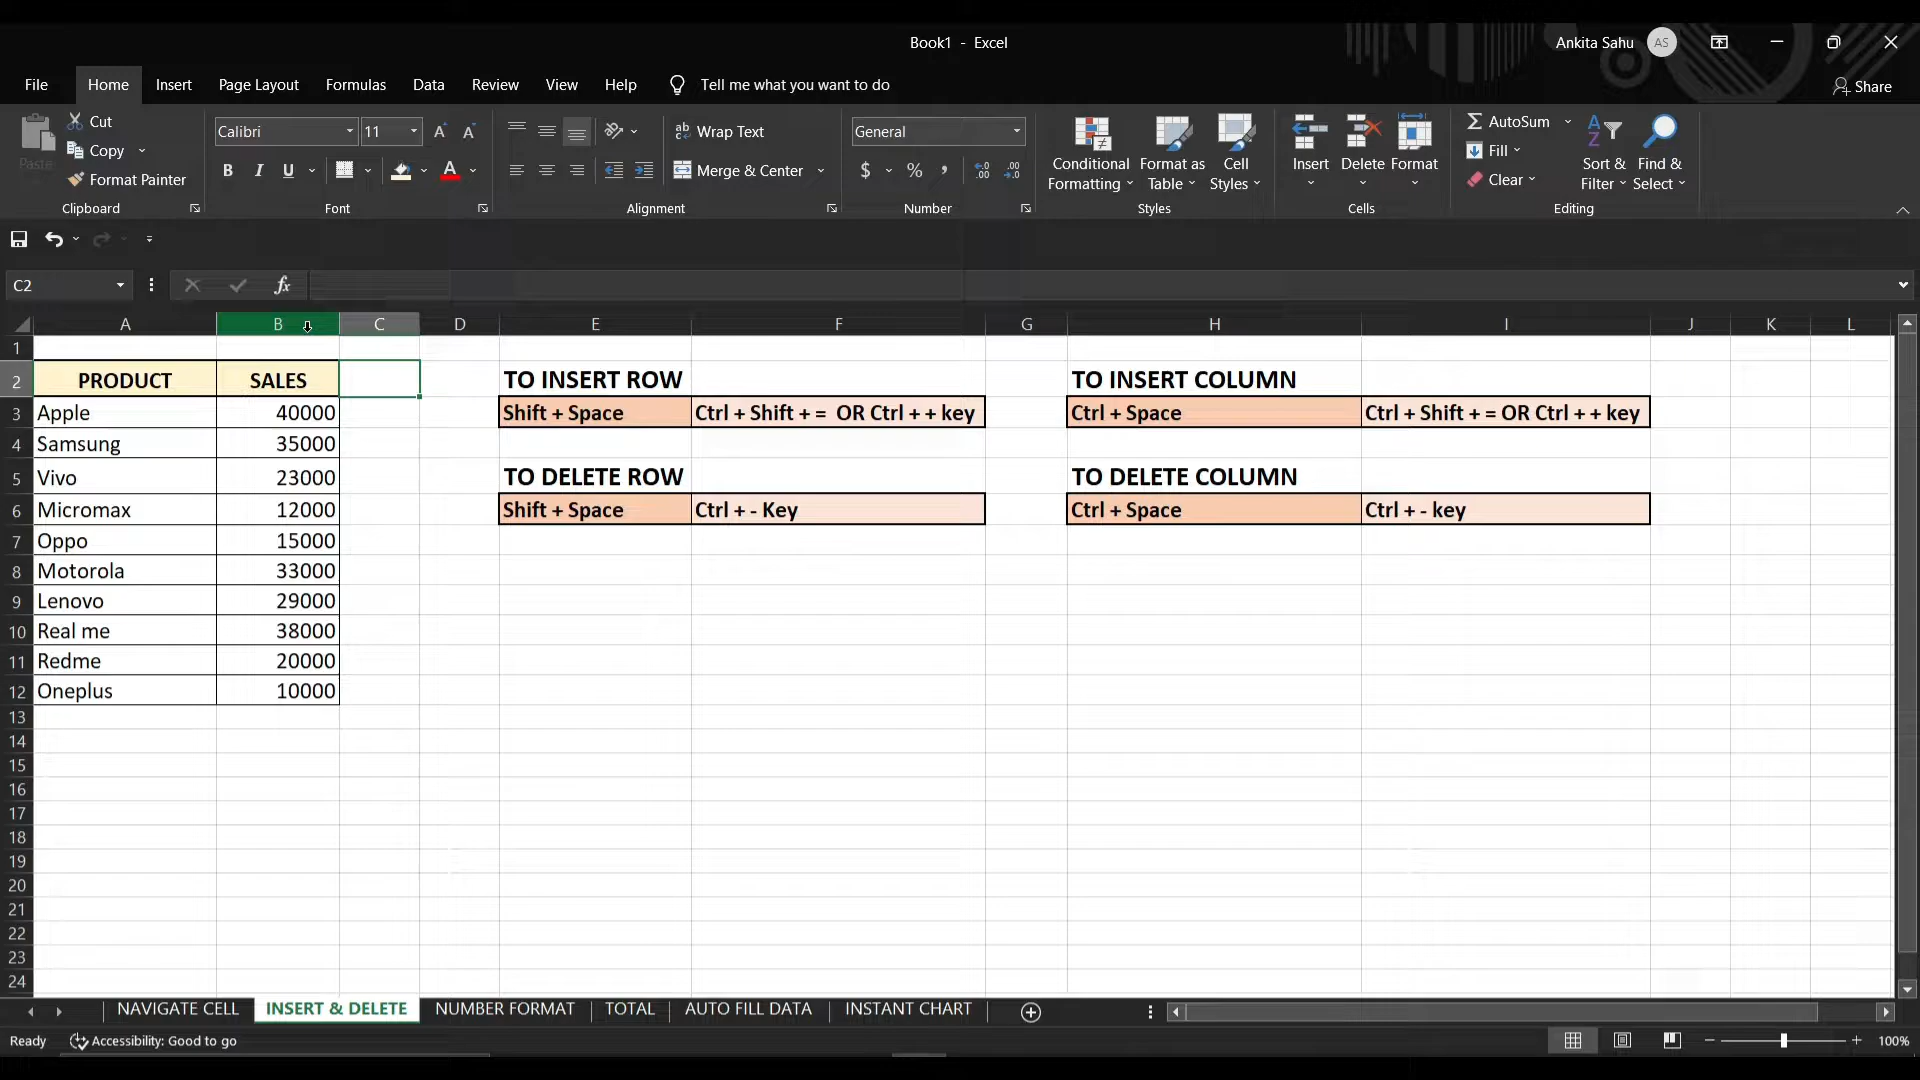 Book1 - Excel
Ankita Sahu AS
File Home Insert Page Layout Formulas Data Review View Help Tell me what you want to do
Share
Paste
Cut
Copy
Format Painter
Clipboard
Calibri 11 A A
B I U A
Font
ab Wrap Text
Merge & Center
Alignment
General
$ % ,
Number
Conditional Formatting
Format as Table
Cell Styles
Styles
Insert Delete Format
Cells
AutoSum
Fill
Clear
Sort & Filter
Find & Select
Editing
C2 fx
A B C D E F G H I J K L
1
2 PRODUCT SALES TO INSERT ROW TO INSERT COLUMN
3 Apple 40000 Shift + Space Ctrl + Shift + = OR Ctrl + + key Ctrl + Space Ctrl + Shift + = OR Ctrl + + key
4 Samsung 35000
5 Vivo 23000 TO DELETE ROW TO DELETE COLUMN
6 Micromax 12000 Shift + Space Ctrl + - Key Ctrl + Space Ctrl + - key
7 Oppo 15000
8 Motorola 33000
9 Lenovo 29000
10 Real me 38000
11 Redme 20000
12 Oneplus 10000
13
14
15
16
17
18
19
20
21
22
23
24
NAVIGATE CELL INSERT & DELETE NUMBER FORMAT TOTAL AUTO FILL DATA INSTANT CHART
Ready Accessibility: Good to go 100%